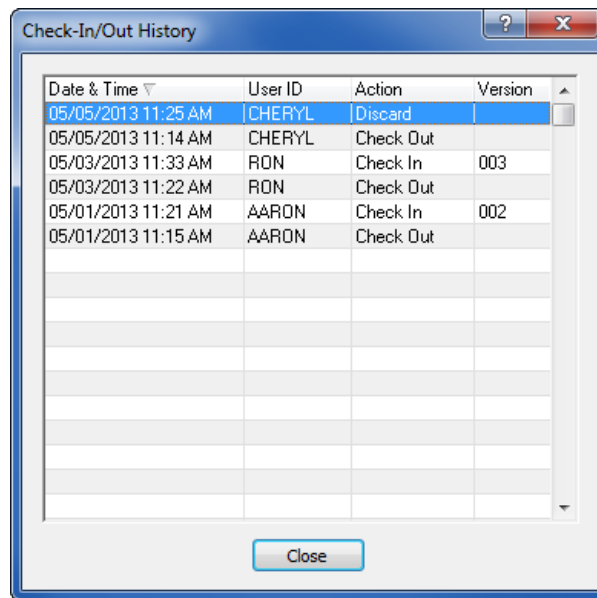 Check-In/Out History
Date & Time User ID Action Version
05/05/2013 11:25 AM CHERYL Discard
05/05/2013 11:14 AM CHERYL Check Out
05/03/2013 11:33 AM RON Check In 003
05/03/2013 11:22 AM RON Check Out
05/01/2013 11:21 AM AARON Check In 002
05/01/2013 11:15 AM AARON Check Out
Close